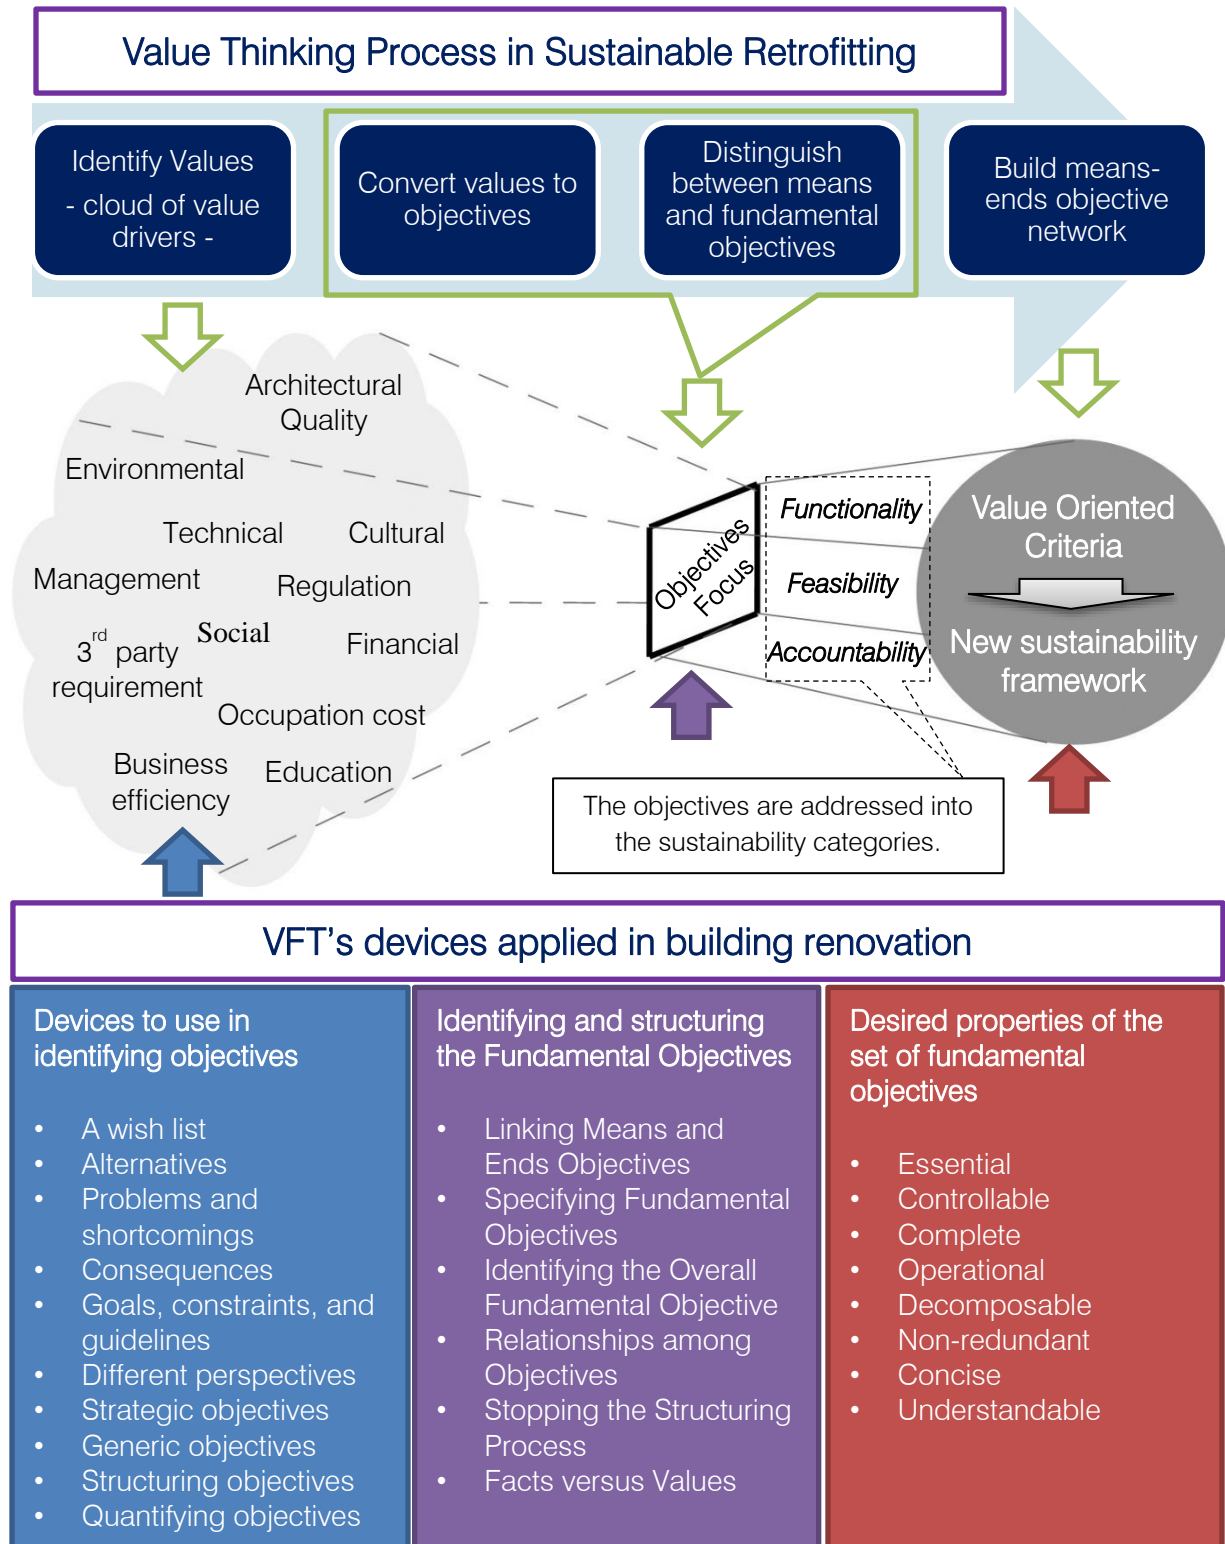 Value Thinking Process in Sustainable Retrofitting
Identify Values
- cloud of value
drivers -
Convert values to
objectives
Distinguish
between means
and fundamental
objectives
Build means-
ends objective
network
Architectural
Quality
Environmental
Technical
Cultural
Management
Regulation
Social
3rd party
requirement
Financial
Occupation cost
Business
efficiency
Education
Objectives
Focus
Functionality
Feasibility
Accountability
Value Oriented
Criteria
New sustainability
framework
The objectives are addressed into
the sustainability categories.
VFT's devices applied in building renovation
Devices to use in
identifying objectives
• A wish list
• Alternatives
• Problems and
shortcomings
• Consequences
• Goals, constraints, and
guidelines
• Different perspectives
• Strategic objectives
• Generic objectives
• Structuring objectives
• Quantifying objectives
Identifying and structuring
the Fundamental Objectives
• Linking Means and
Ends Objectives
• Specifying Fundamental
Objectives
• Identifying the Overall
Fundamental Objective
• Relationships among
Objectives
• Stopping the Structuring
Process
• Facts versus Values
Desired properties of the
set of fundamental
objectives
• Essential
• Controllable
• Complete
• Operational
• Decomposable
• Non-redundant
• Concise
• Understandable